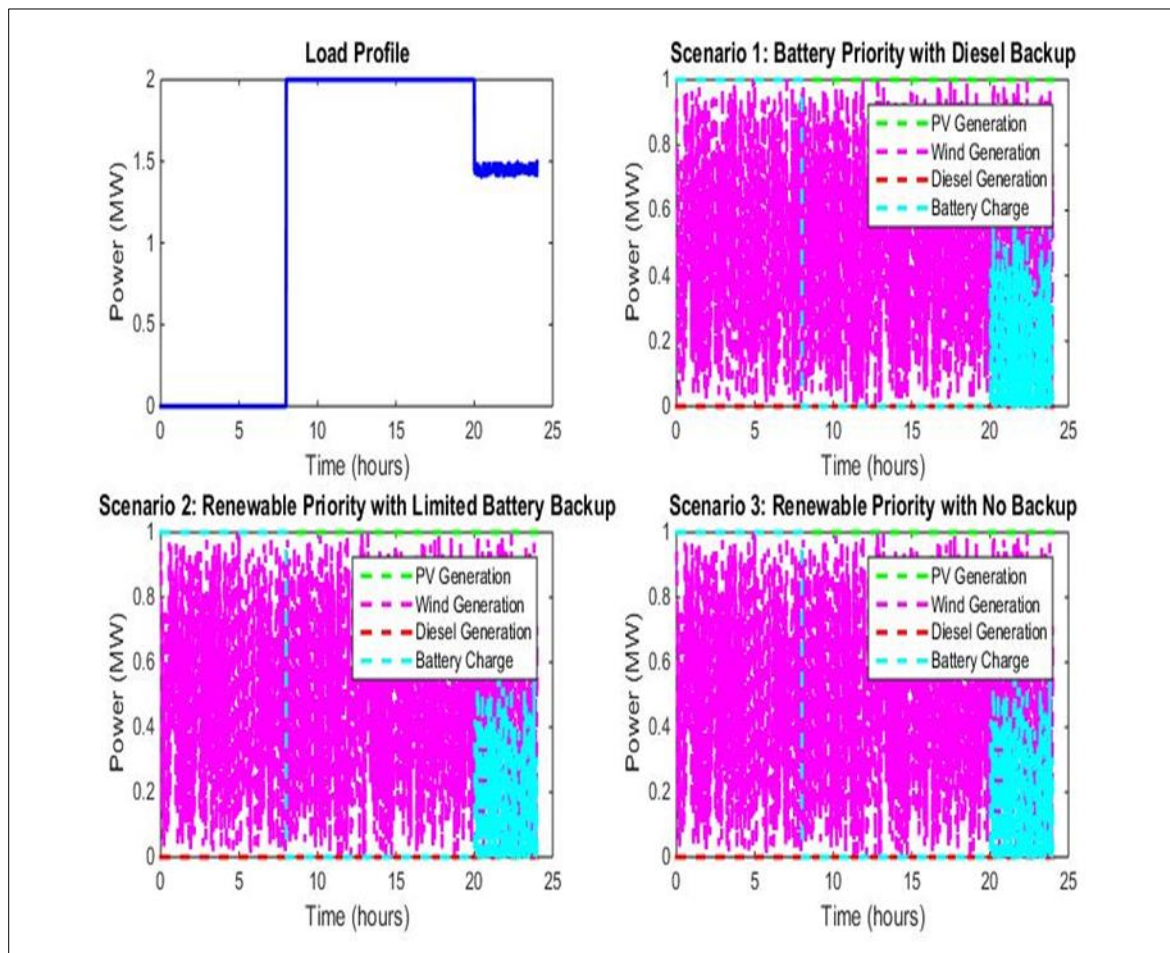 Load Profile
Power (MW)
2
1.5
1
0.5
0
0 5 10 15 20 25
Time (hours)
Scenario 1: Battery Priority with Diesel Backup
Power (MW)
1
0.8
0.6
0.4
0.2
0
PV Generation
Wind Generation
Diesel Generation
Battery Charge
0 5 10 15 20 25
Time (hours)
Scenario 2: Renewable Priority with Limited Battery Backup
Power (MW)
1
0.8
0.6
0.4
0.2
0
PV Generation
Wind Generation
Diesel Generation
Battery Charge
0 5 10 15 20 25
Time (hours)
Scenario 3: Renewable Priority with No Backup
Power (MW)
1
0.8
0.6
0.4
0.2
0
PV Generation
Wind Generation
Diesel Generation
Battery Charge
0 5 10 15 20 25
Time (hours)